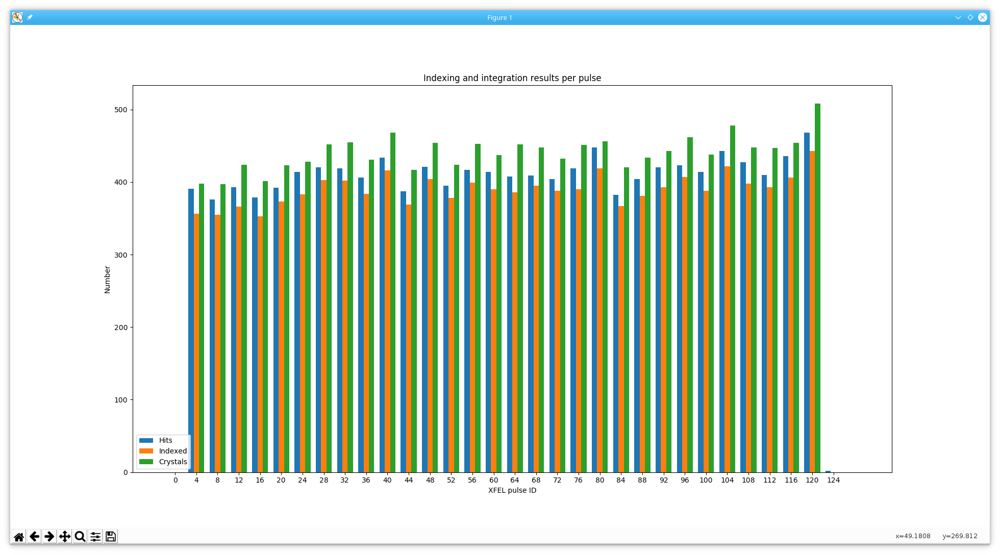 Figure 1
Indexing and integration results per pulse
500
400
300
200
100
0
Number
Hits
Indexed
Crystals
0 4 8 12 16 20 24 28 32 36 40 44 48 52 56 60 64 68 72 76 80 84 88 92 96 100 104 108 112 116 120 124
XFEL pulse ID
x=49.1808 y=269.812